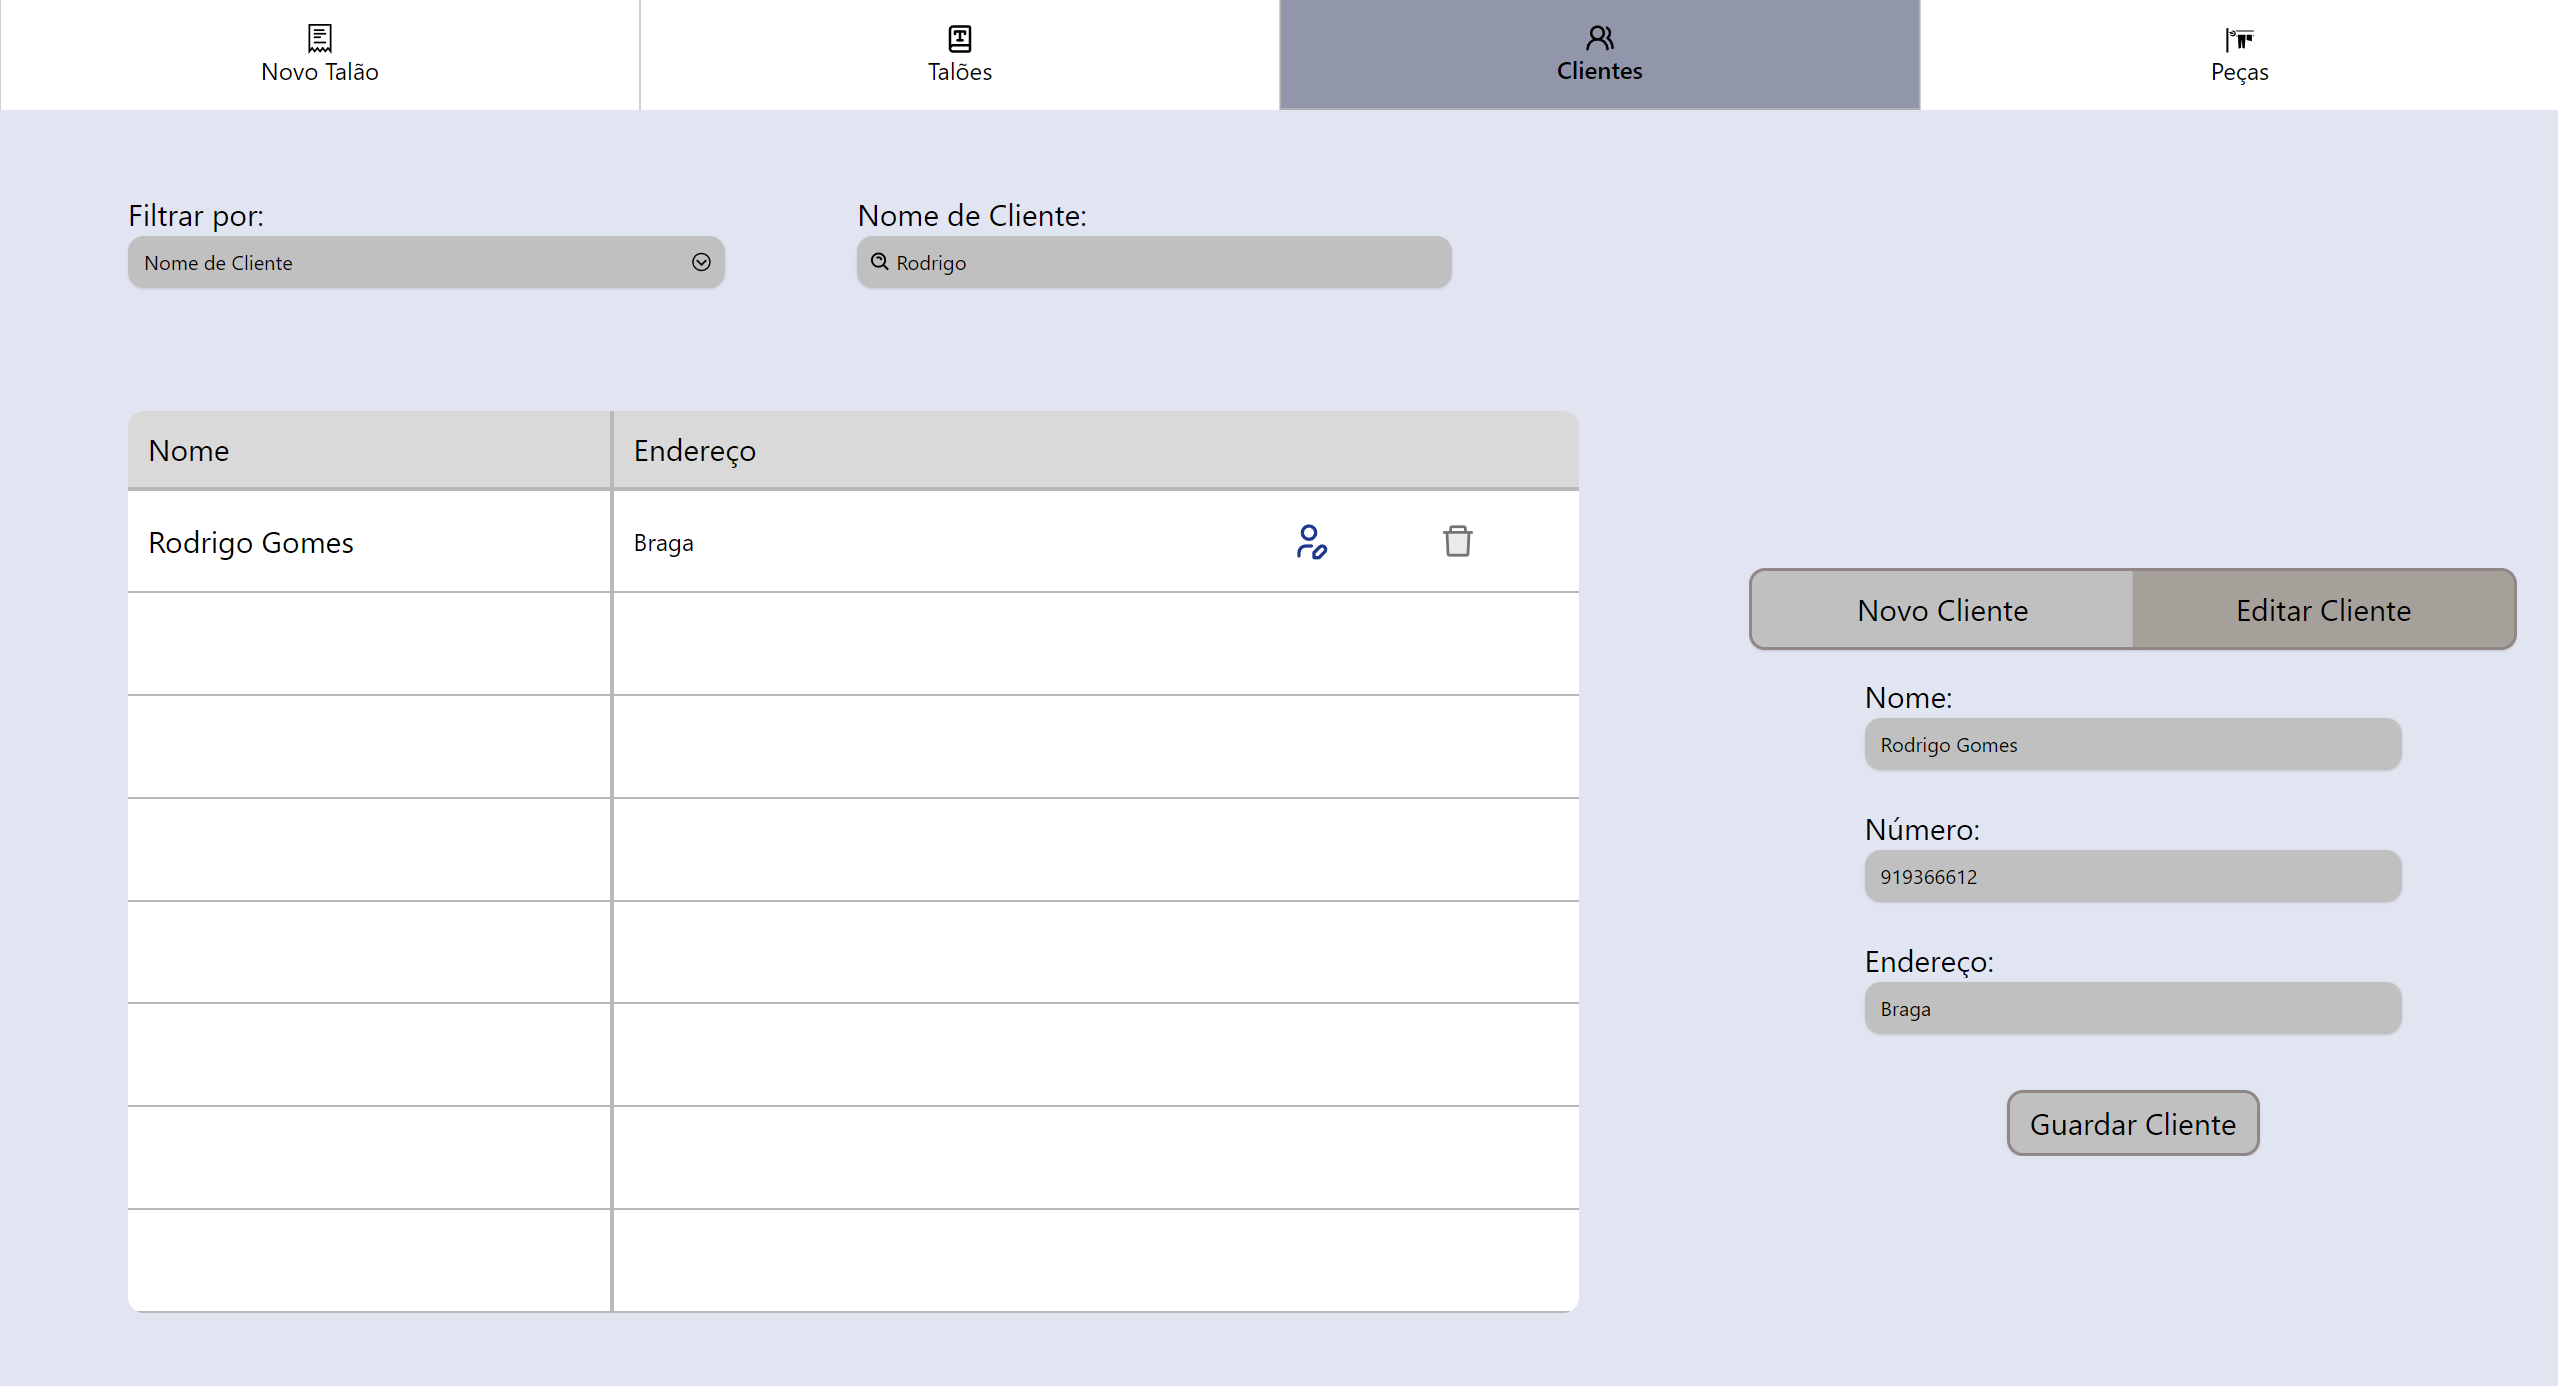 Novo Talão
Talões
Clientes
Peças
Filtrar por:
Nome de Cliente:
Nome de Cliente
Rodrigo
Nome
Endereço
Rodrigo Gomes
Braga
Novo Cliente
Editar Cliente
Nome:
Rodrigo Gomes
Número:
919366612
Endereço:
Braga
Guardar Cliente